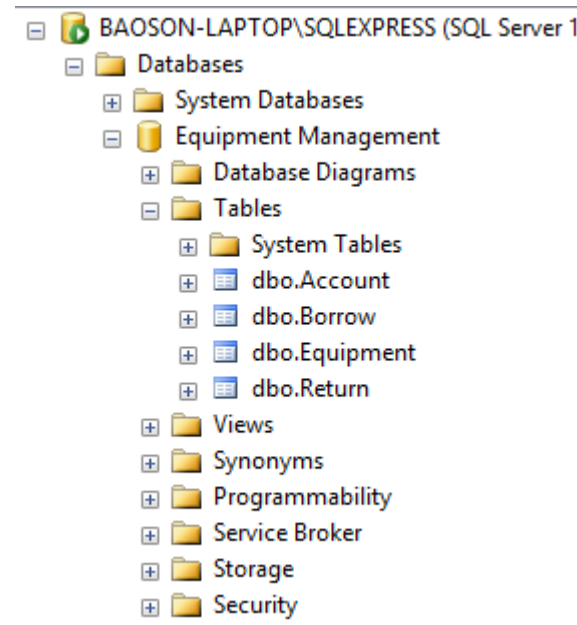 BAOSON-LAPTOP\SQLEXPRESS (SQL Server 1
Databases
System Databases
Equipment Management
Database Diagrams
Tables
System Tables
dbo.Account
dbo.Borrow
dbo.Equipment
dbo.Return
Views
Synonyms
Programmability
Service Broker
Storage
Security